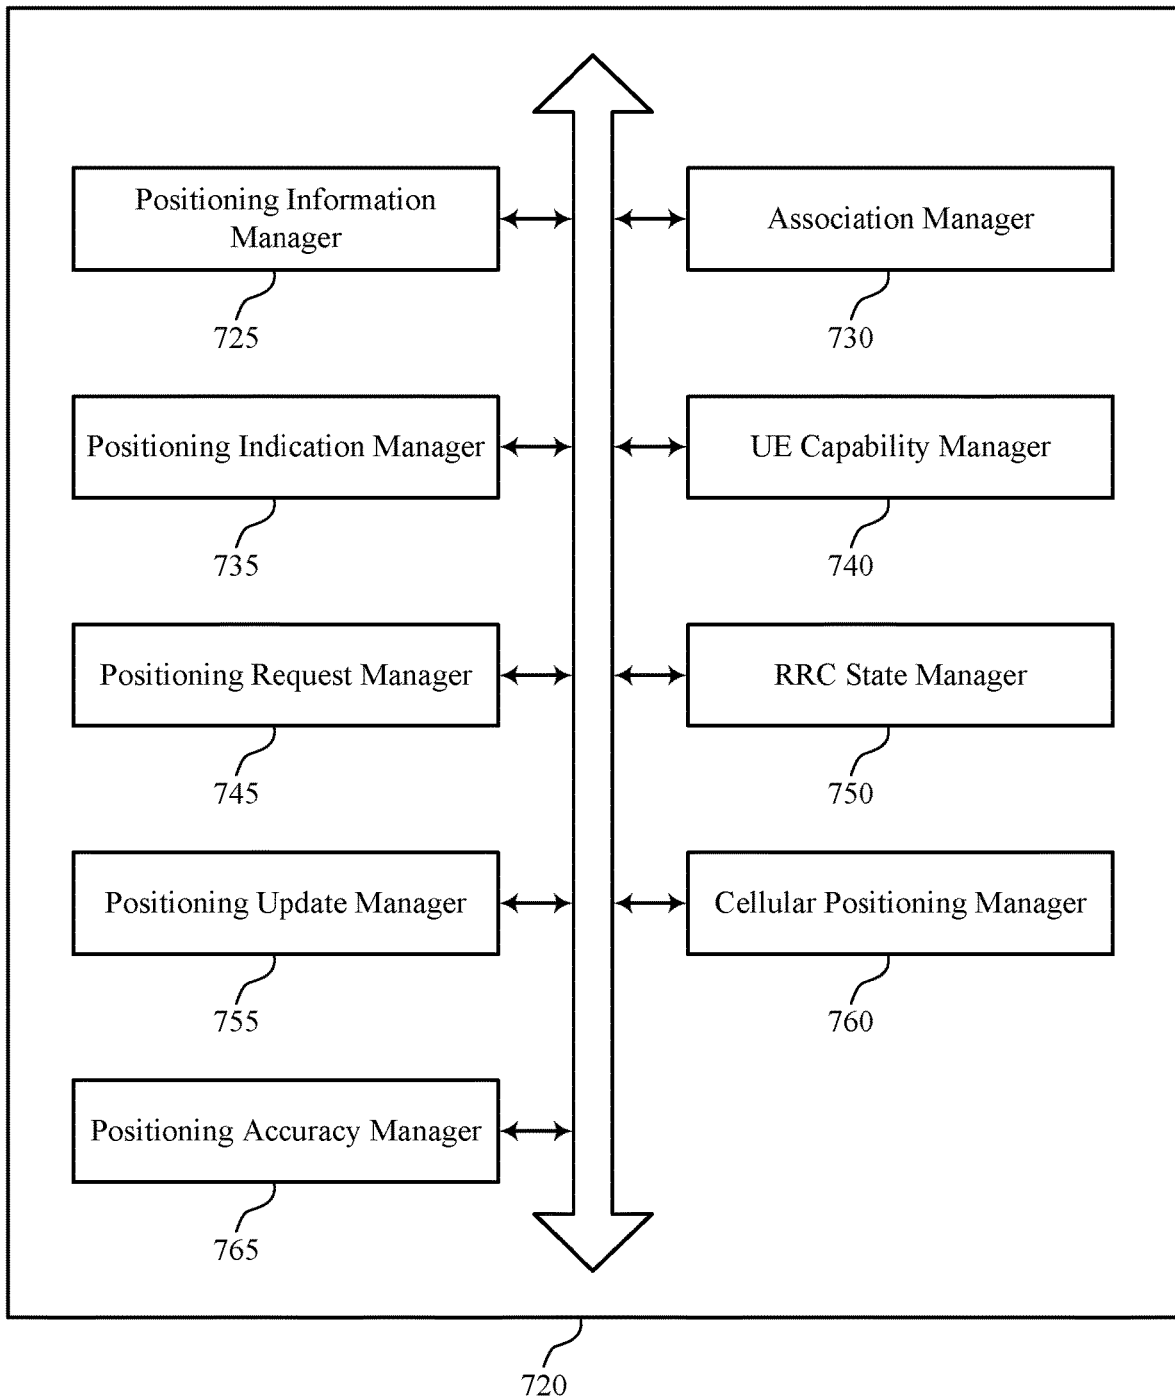 Positioning Information
Manager
725
Association Manager
730
Positioning Indication Manager
735
UE Capability Manager
740
Positioning Request Manager
745
RRC State Manager
750
Positioning Update Manager
755
Cellular Positioning Manager
760
Positioning Accuracy Manager
765
720